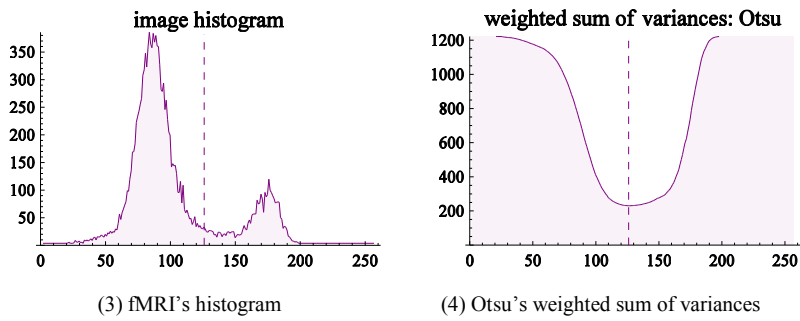 image histogram
350
300
250
200
150
100
50
0 50 100 150 200 250
(3) fMRI's histogram
weighted sum of variances: Otsu
1200
1000
800
600
400
200
0 50 100 150 200 250
(4) Otsu's weighted sum of variances